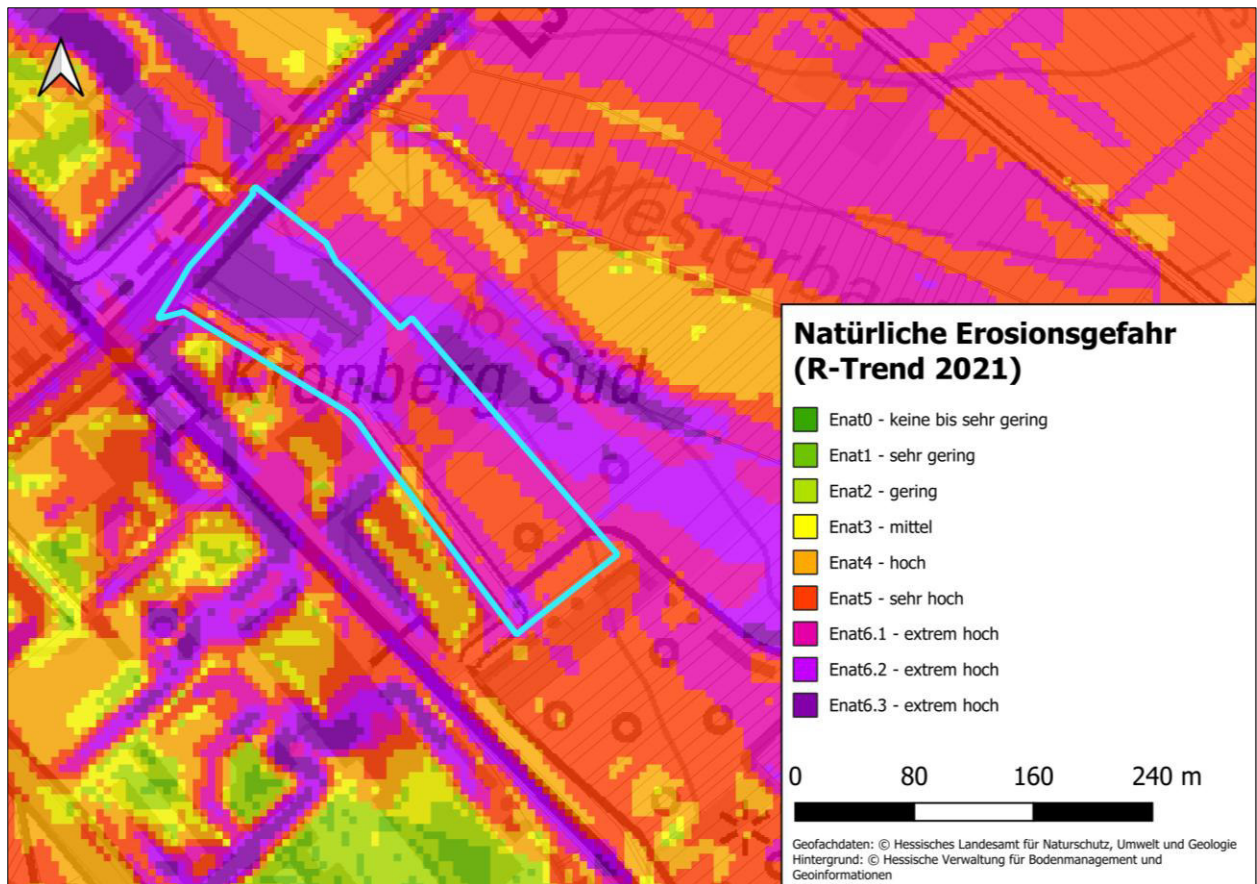 Westerba
Kronberg Süd
Natürliche Erosionsgefahr
(R-Trend 2021)
Enat0 - keine bis sehr gering
Enat1 - sehr gering
Enat2 - gering
Enat3 - mittel
Enat4 - hoch
Enat5 - sehr hoch
Enat6.1 - extrem hoch
Enat6.2 - extrem hoch
Enat6.3 - extrem hoch
0 80 160 240 m
Geofachdaten: © Hessisches Landesamt für Naturschutz, Umwelt und Geologie
Hintergrund: © Hessische Verwaltung für Bodenmanagement und
Geoinformationen